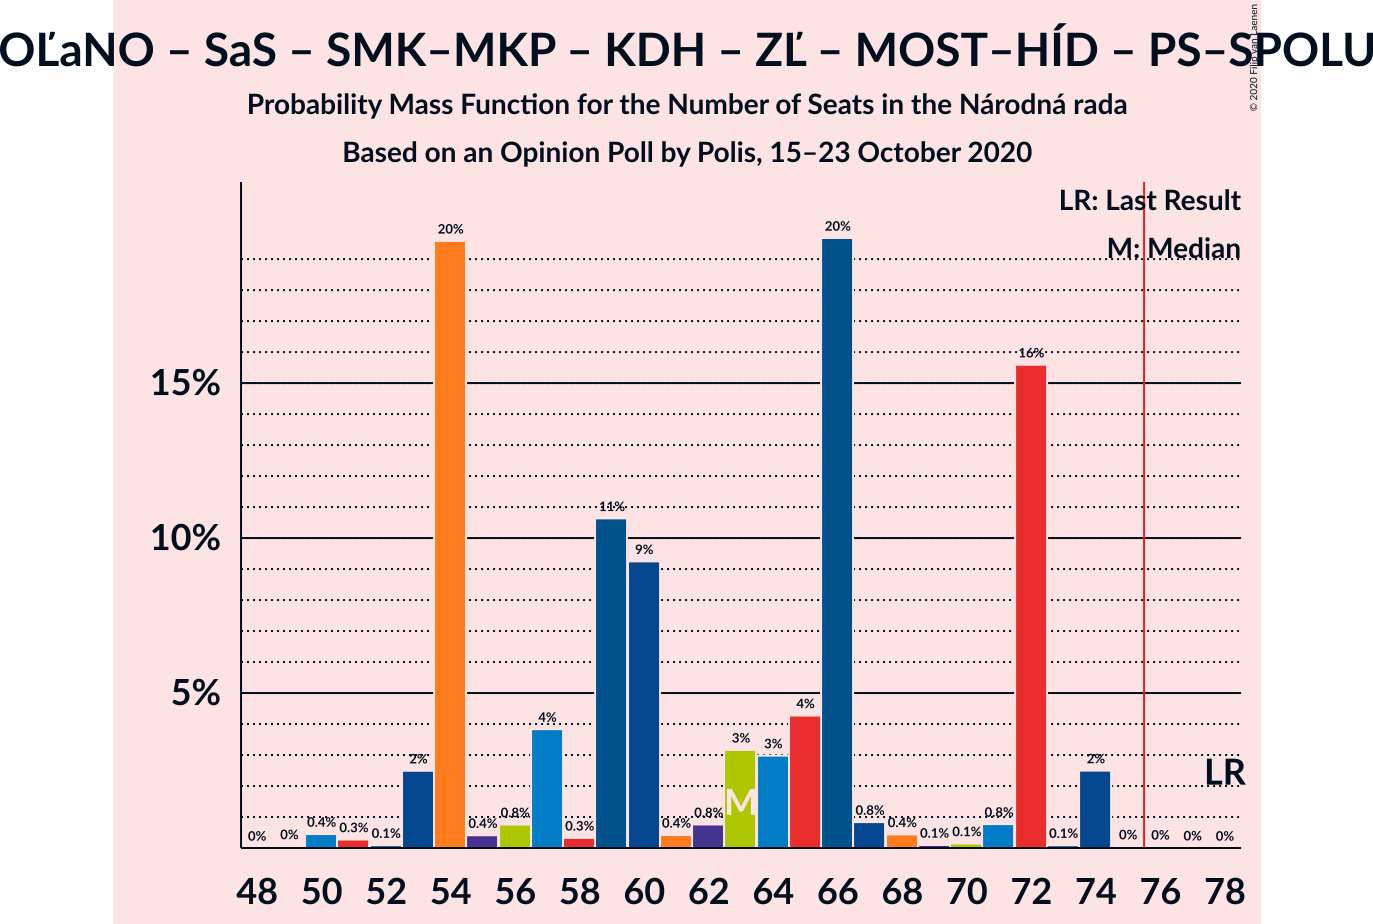 OĽaNO – SaS – SMK–MKP – KDH – ZĽ – MOST–HÍD – PS–SPOLU
Probability Mass Function for the Number of Seats in the Národná rada
Based on an Opinion Poll by Polis, 15–23 October 2020
© 2020 Filip van Laenen
LR: Last Result
M: Median
15%
10%
5%
0% 0% 0.4% 0.3% 0.1% 2% 20% 0.4% 0.8% 4% 0.3% 11% 9% 0.4% 0.8% 3% 3% 4% 20% 0.8% 0.4% 0.1% 0.1% 0.8% 16% 0.1% 2% 0% 0% 0% 0%
M
LR
48 50 52 54 56 58 60 62 64 66 68 70 72 74 76 78